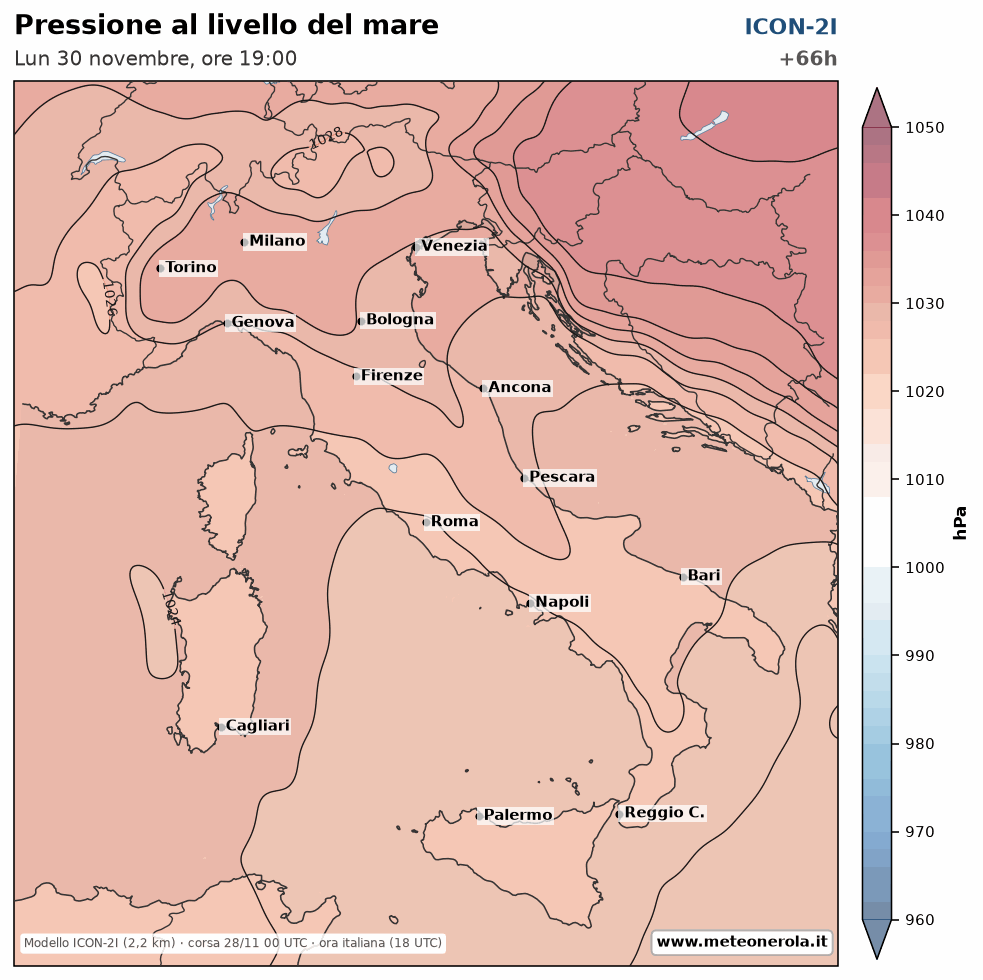 Pressione al livello del mare
ICON-2I
Lun 30 novembre, ore 19:00
+66h
1028
Milano
Venezia
Torino
1026
Genova
Bologna
Firenze
Ancona
Pescara
Roma
Bari
Napoli
1024
Cagliari
Palermo
Reggio C.
Modello ICON-2I (2,2 km) · corsa 28/11 00 UTC · ora italiana (18 UTC)
www.meteonerola.it
1050
1040
1030
1020
1010
1000
990
980
970
960
hPa